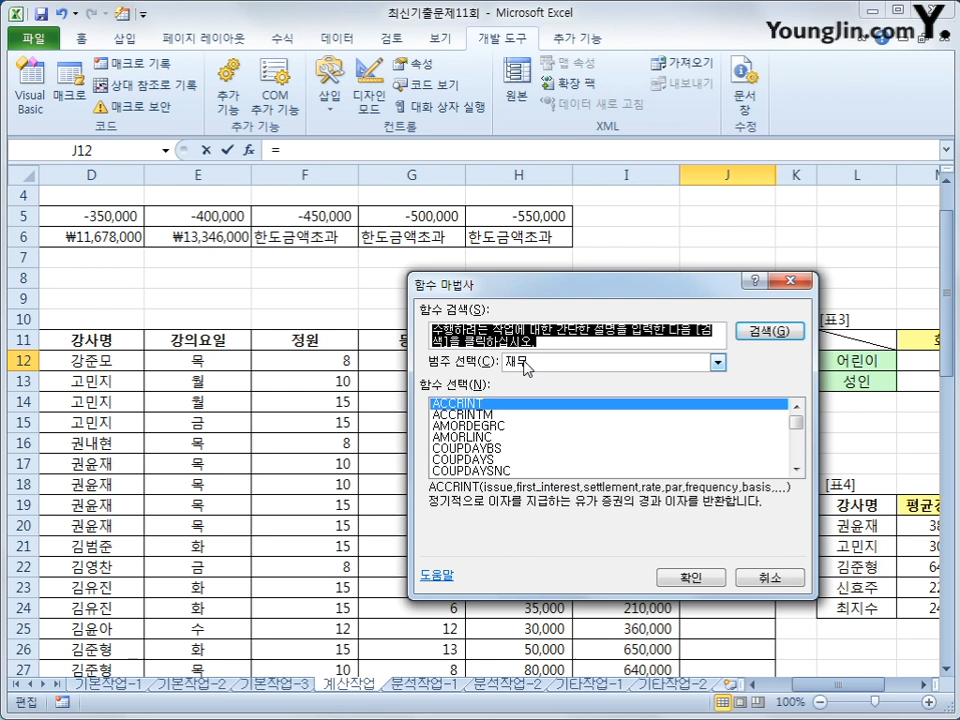 최신기출문제11회 - Microsoft Excel
Younglin.com Y.
파일 홈 삽입 페이지 레이아웃 수식 데이터 검토 보기 개발 도구 추가 기능
Visual Basic
매크로
매크로 기록
상대 참조로 기록
매크로 보안
코드
추가 기능
COM 추가 기능
추가 기능
삽입
디자인 모드
속성
코드 보기
대화 상자 실행
컨트롤
원본
맵 속성
확장 팩
데이터 새로 고침
가져오기
내보내기
XML
문서 창
수정
J12 fx =
D E F G H I J K L
4
5 -350,000 -400,000 -450,000 -500,000 -550,000
6 ₩11,678,000 ₩13,346,000 한도금액초과 한도금액초과 한도금액초과
7
8
9
10 [표3]
11 강사명 강의요일 정원
12 강준모 목 8 어린이
13 고민지 월 10 성인
14 고민지 월 15
15 고민지 금 15
16 권내현 목 8
17 권윤재 목 10
18 권윤재 목 10 [표4]
19 권윤재 목 15 강사명
20 권윤재 목 15 권윤재
21 김범준 화 15 고민지
22 김영찬 금 8 김준형
23 김유진 화 15 신효주
24 김유진 화 15 6 35,000 210,000 최지수
25 김윤아 수 12 12 30,000 360,000
26 김준형 화 15 13 50,000 650,000
27 김준형 목 10 8 80,000 640,000
함수 마법사
함수 검색(S):
수행하려는 작업에 대한 간단한 설명을 입력한 다음 [검
색]을 클릭하십시오.
검색(G)
범주 선택(C): 재무
함수 선택(N):
ACCRINT
ACCRINTM
AMORDEGRC
AMORLINC
COUPDAYBS
COUPDAYS
COUPDAYSNC
ACCRINT(issue,first_interest,settlement,rate,par,frequency,basis,...)
정기적으로 이자를 지급하는 유가 증권의 경과 이자를 반환합니다.
도움말 확인 취소
기본작업-1 기본작업-2 기본작업-3 계산작업 분석작업-1 분석작업-2 기타작업-1 기타작업-2
편집 100%